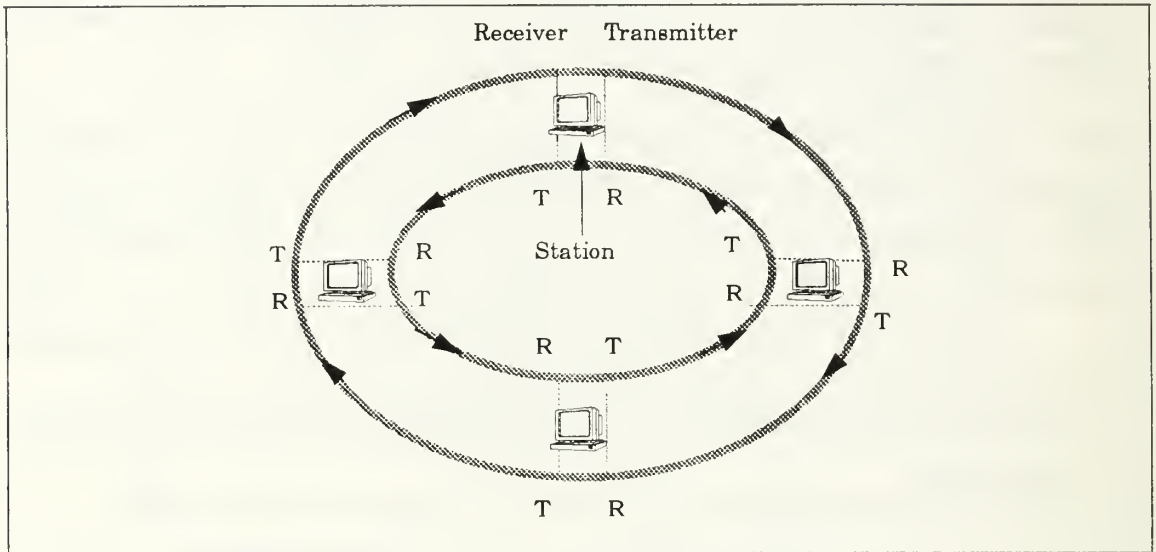 Receiver Transmitter
T R
T R Station T R
R T R T
R T
T R